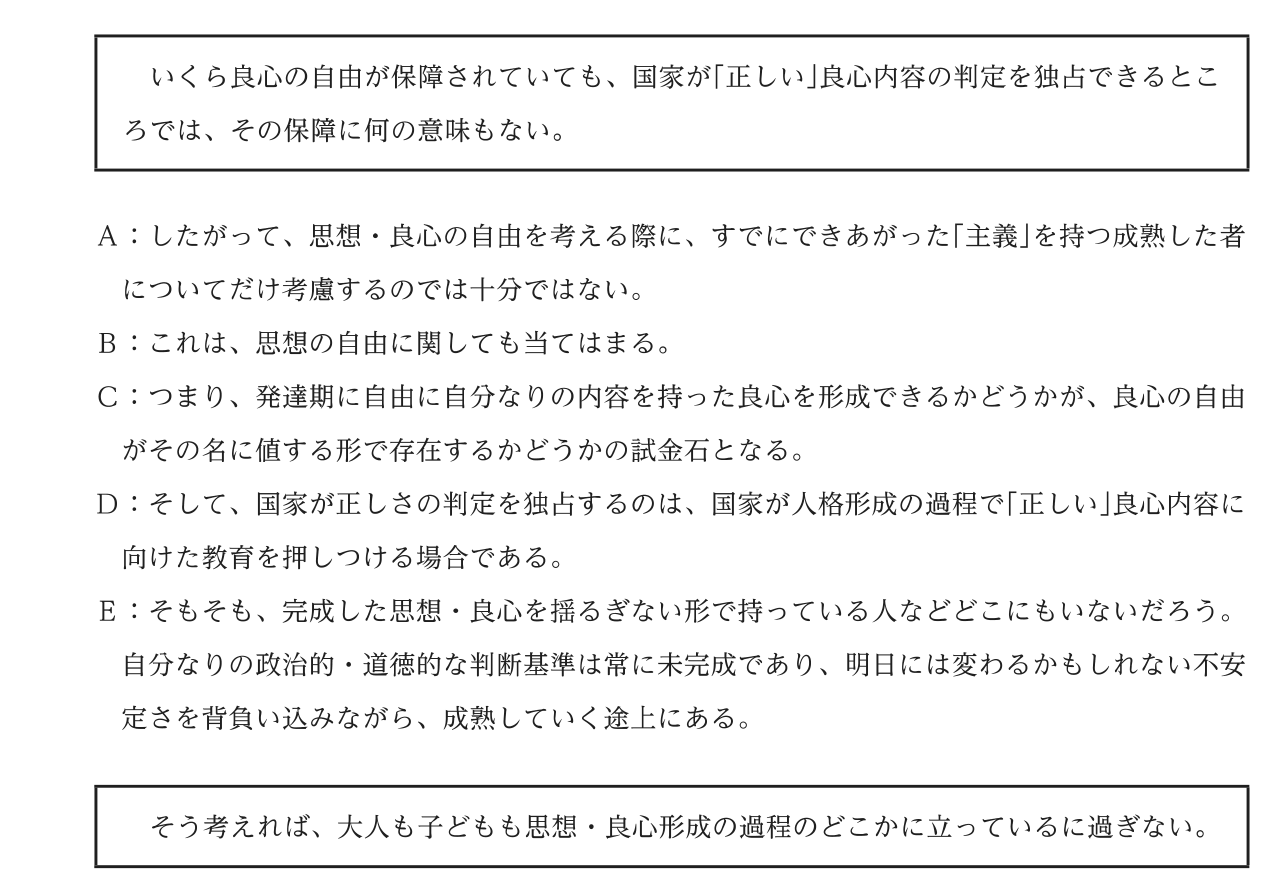 いくら良心の自由が保障されていても、国家が「正しい」良心内容の判定を独占できるとこ
ろでは、その保障に何の意味もない。
A：したがって、思想・良心の自由を考える際に、すでにできあがった「主義」を持つ成熟した者
についてだけ考慮するのでは十分ではない。
B：これは、思想の自由に関しても当てはまる。
C：つまり、発達期に自由に自分なりの内容を持った良心を形成できるかどうかが、良心の自由
がその名に値する形で存在するかどうかの試金石となる。
D：そして、国家が正しさの判定を独占するのは、国家が人格形成の過程で「正しい」良心内容に
向けた教育を押しつける場合である。
E：そもそも、完成した思想・良心を揺るぎない形で持っている人などどこにもいないだろう。
自分なりの政治的・道徳的な判断基準は常に未完成であり、明日には変わるかもしれない不安
定さを背負い込みながら、成熟していく途上にある。
そう考えれば、大人も子どもも思想・良心形成の過程のどこかに立っているに過ぎない。